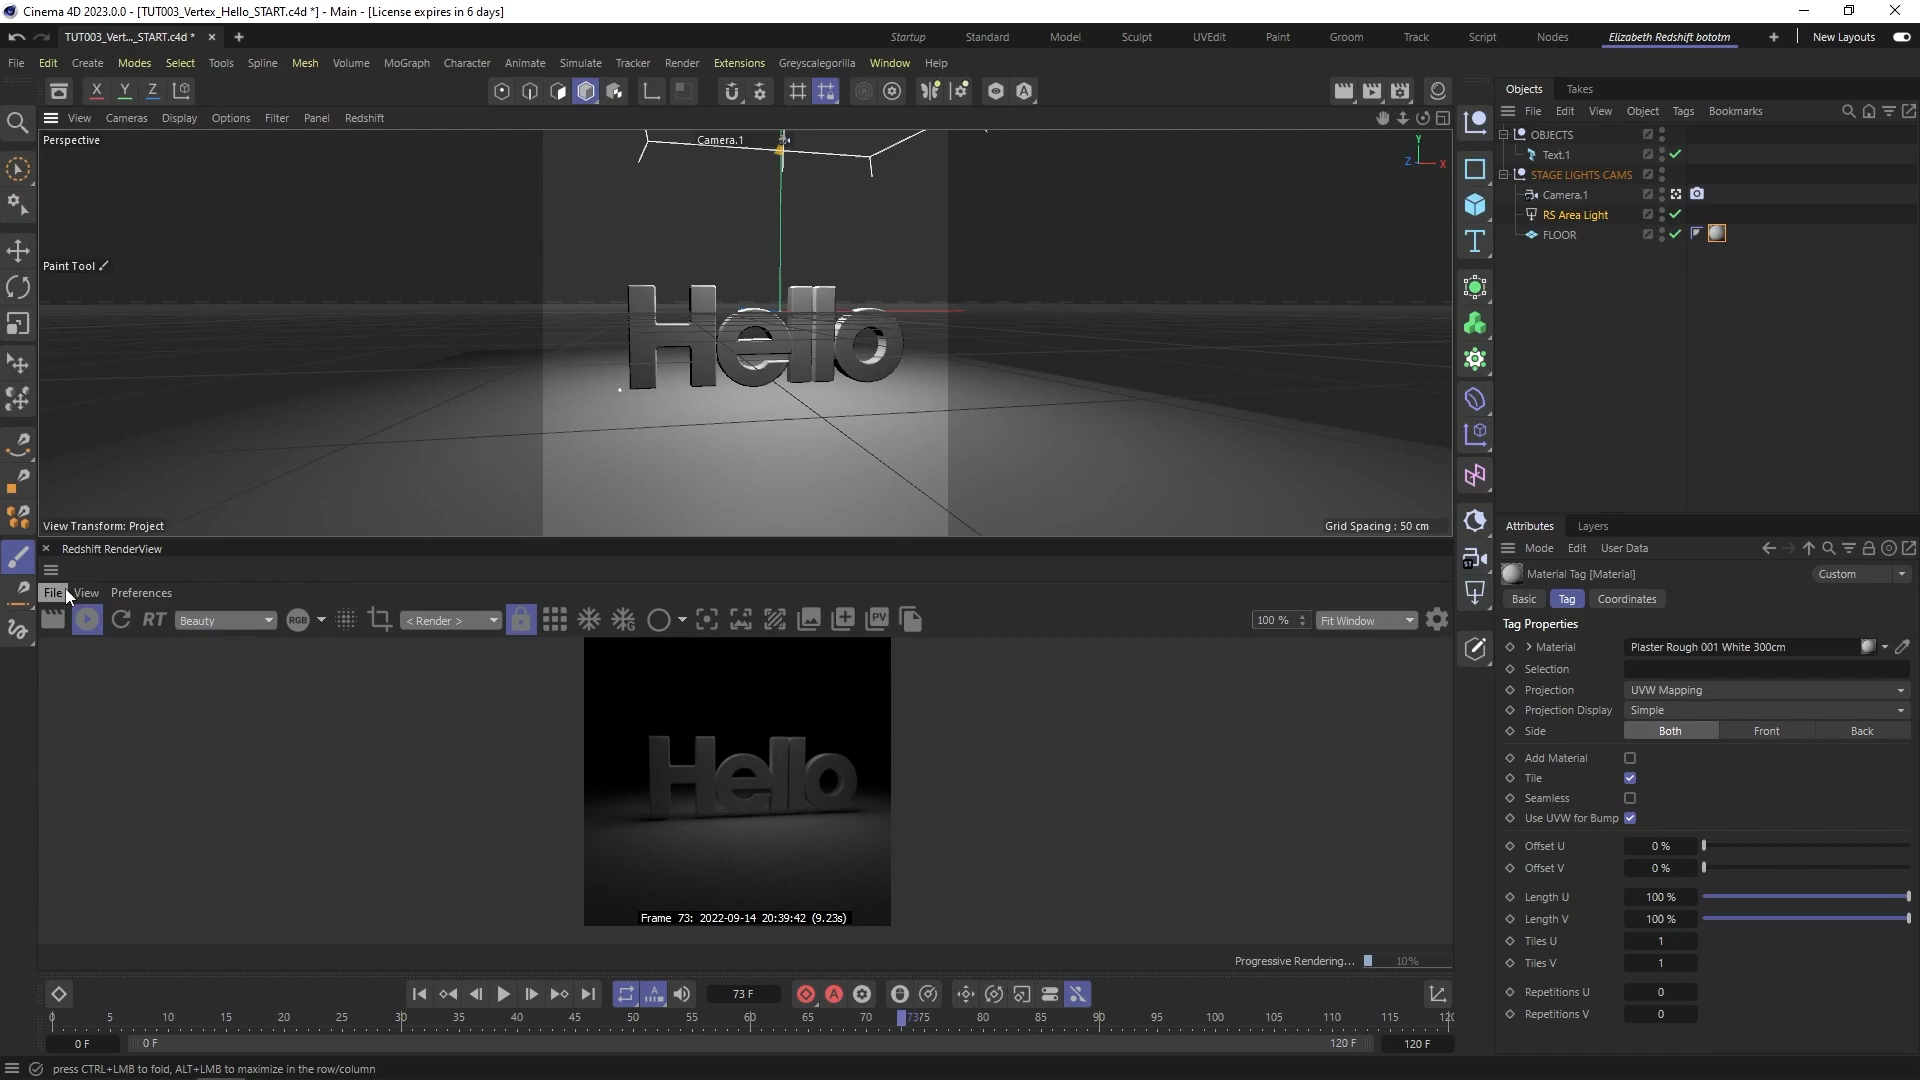 Cinema 4D 2023.0.0 - [TUT003_Vertex_Hello_START.c4d *] - Main - [License expires in 6 days]
TUT003_Vert..._START.c4d *
Startup Standard Model Sculpt UVEdit Paint Groom Track Script Nodes Elizabeth Redshift bototm New Layouts
File Edit Create Modes Select Tools Spline Mesh Volume MoGraph Character Animate Simulate Tracker Render Extensions Greyscalegorilla Window Help
X Y Z
Objects Takes
File Edit View Object Tags Bookmarks
View Cameras Display Options Filter Panel Redshift
Perspective
Camera.1
Y
Z X
Paint Tool
Hello
View Transform: Project
Grid Spacing : 50 cm
OBJECTS
Text.1
STAGE LIGHTS CAMS
Camera.1
RS Area Light
FLOOR
Attributes Layers
Mode Edit User Data
Material Tag [Material]
Custom
Basic Tag Coordinates
Tag Properties
Material Plaster Rough 001 White 300cm
Selection
Projection UVW Mapping
Projection Display Simple
Side Both Front Back
Add Material
Tile
Seamless
Use UVW for Bump
Offset U 0 %
Offset V 0 %
Length U 100 %
Length V 100 %
Tiles U 1
Tiles V 1
Repetitions U 0
Repetitions V 0
Redshift RenderView
File View Preferences
RT Beauty RGB < Render > PV 100 % Fit Window
Hello
Frame 73: 2022-09-14 20:39:42 (9.23s)
Progressive Rendering... 10%
73 F
0 5 10 15 20 25 30 35 40 45 50 55 60 65 70 7375 80 85 90 95 100 105 110 115 120
0 F 0 F 120 F 120 F
press CTRL+LMB to fold, ALT+LMB to maximize in the row/column